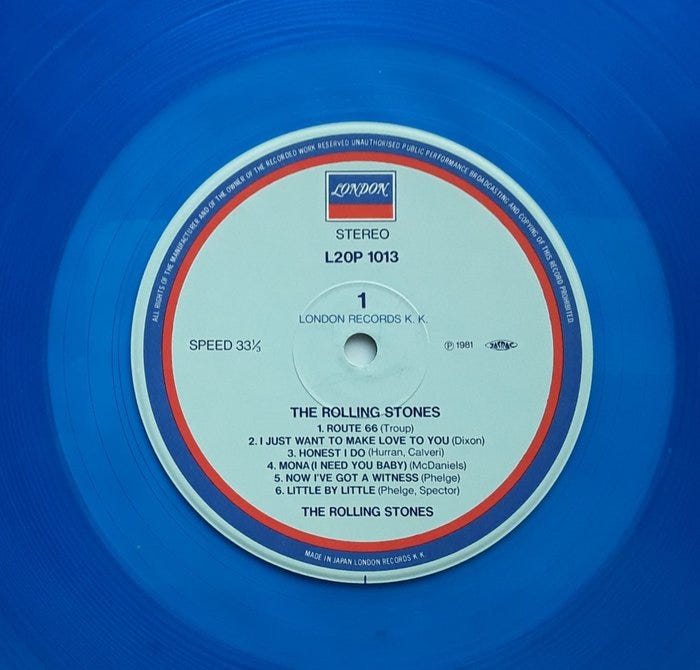 ALL RIGHTS OF THE MANUFACTURER AND OF THE OWNER OF THE RECORDED WORK RESERVED UNAUTHORISED PUBLIC PERFORMANCE BROADCASTING AND COPYING OF THIS RECORD PROHIBITED
LONDON
STEREO
L20P 1013
1
LONDON RECORDS K. K.
SPEED 33⅓
℗ 1981 JASRAC
THE ROLLING STONES
1. ROUTE 66 (Troup)
2. I JUST WANT TO MAKE LOVE TO YOU (Dixon)
3. HONEST I DO (Hurran, Calveri)
4. MONA (I NEED YOU BABY) (McDaniels)
5. NOW I'VE GOT A WITNESS (Phelge)
6. LITTLE BY LITTLE (Phelge, Spector)
THE ROLLING STONES
MADE IN JAPAN LONDON RECORDS K. K.